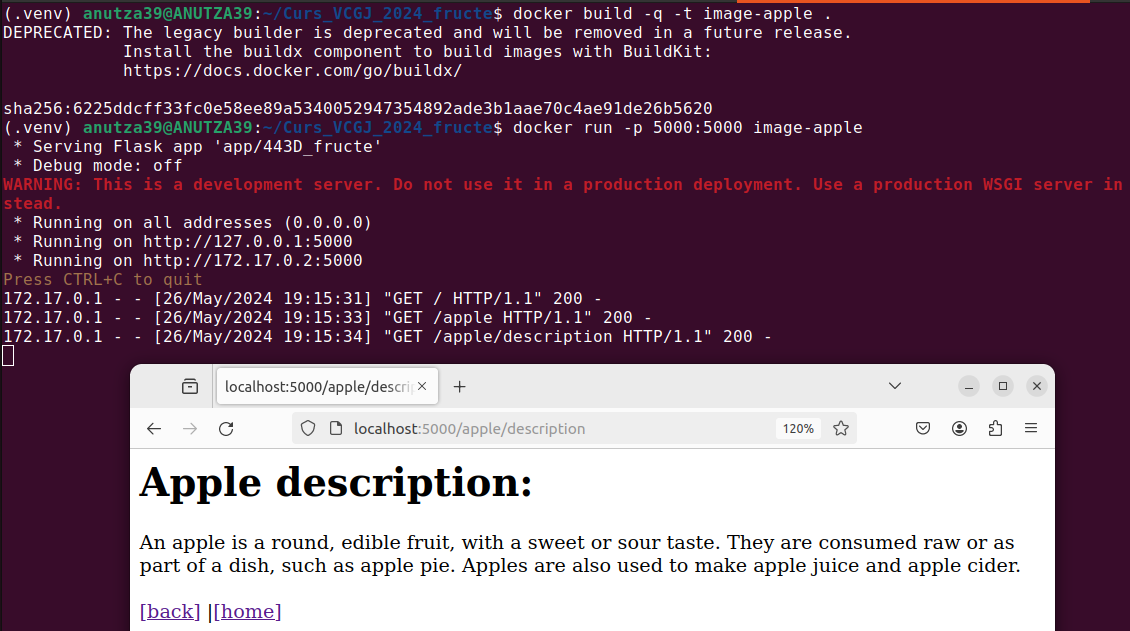 (.venv) anutza39@ANUTZA39:~/Curs_VCGJ_2024_fructe$ docker build -q -t image-apple .
DEPRECATED: The legacy builder is deprecated and will be removed in a future release.
            Install the buildx component to build images with BuildKit:
            https://docs.docker.com/go/buildx/
sha256:6225ddcff33fc0e58ee89a5340052947354892ade3b1aae70c4ae91de26b5620
(.venv) anutza39@ANUTZA39:~/Curs_VCGJ_2024_fructe$ docker run -p 5000:5000 image-apple
 * Serving Flask app 'app/443D_fructe'
 * Debug mode: off
WARNING: This is a development server. Do not use it in a production deployment. Use a production WSGI server in
stead.
 * Running on all addresses (0.0.0.0)
 * Running on http://127.0.0.1:5000
 * Running on http://172.17.0.2:5000
Press CTRL+C to quit
172.17.0.1 - - [26/May/2024 19:15:31] "GET / HTTP/1.1" 200 -
172.17.0.1 - - [26/May/2024 19:15:33] "GET /apple HTTP/1.1" 200 -
172.17.0.1 - - [26/May/2024 19:15:34] "GET /apple/description HTTP/1.1" 200 -
localhost:5000/apple/descri
localhost:5000/apple/description 120%
Apple description:
An apple is a round, edible fruit, with a sweet or sour taste. They are consumed raw or as
part of a dish, such as apple pie. Apples are also used to make apple juice and apple cider.
[back] |[home]